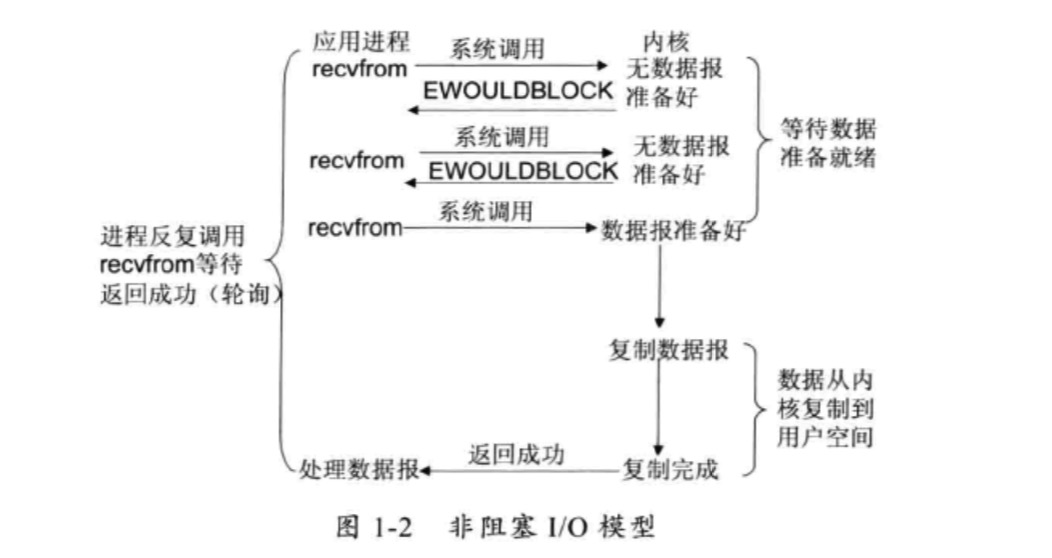 应用进程
系统调用
内核
recvfrom
无数据报
EWOULDBLOCK
准备好
系统调用
无数据报
recvfrom
EWOULDBLOCK
准备好
等待数据
准备就绪
系统调用
recvfrom
数据报准备好
进程反复调用
recvfrom等待
返回成功（轮询）
复制数据报
数据从内
核复制到
用户空间
返回成功
处理数据报
复制完成
图 1-2 非阻塞 I/O 模型